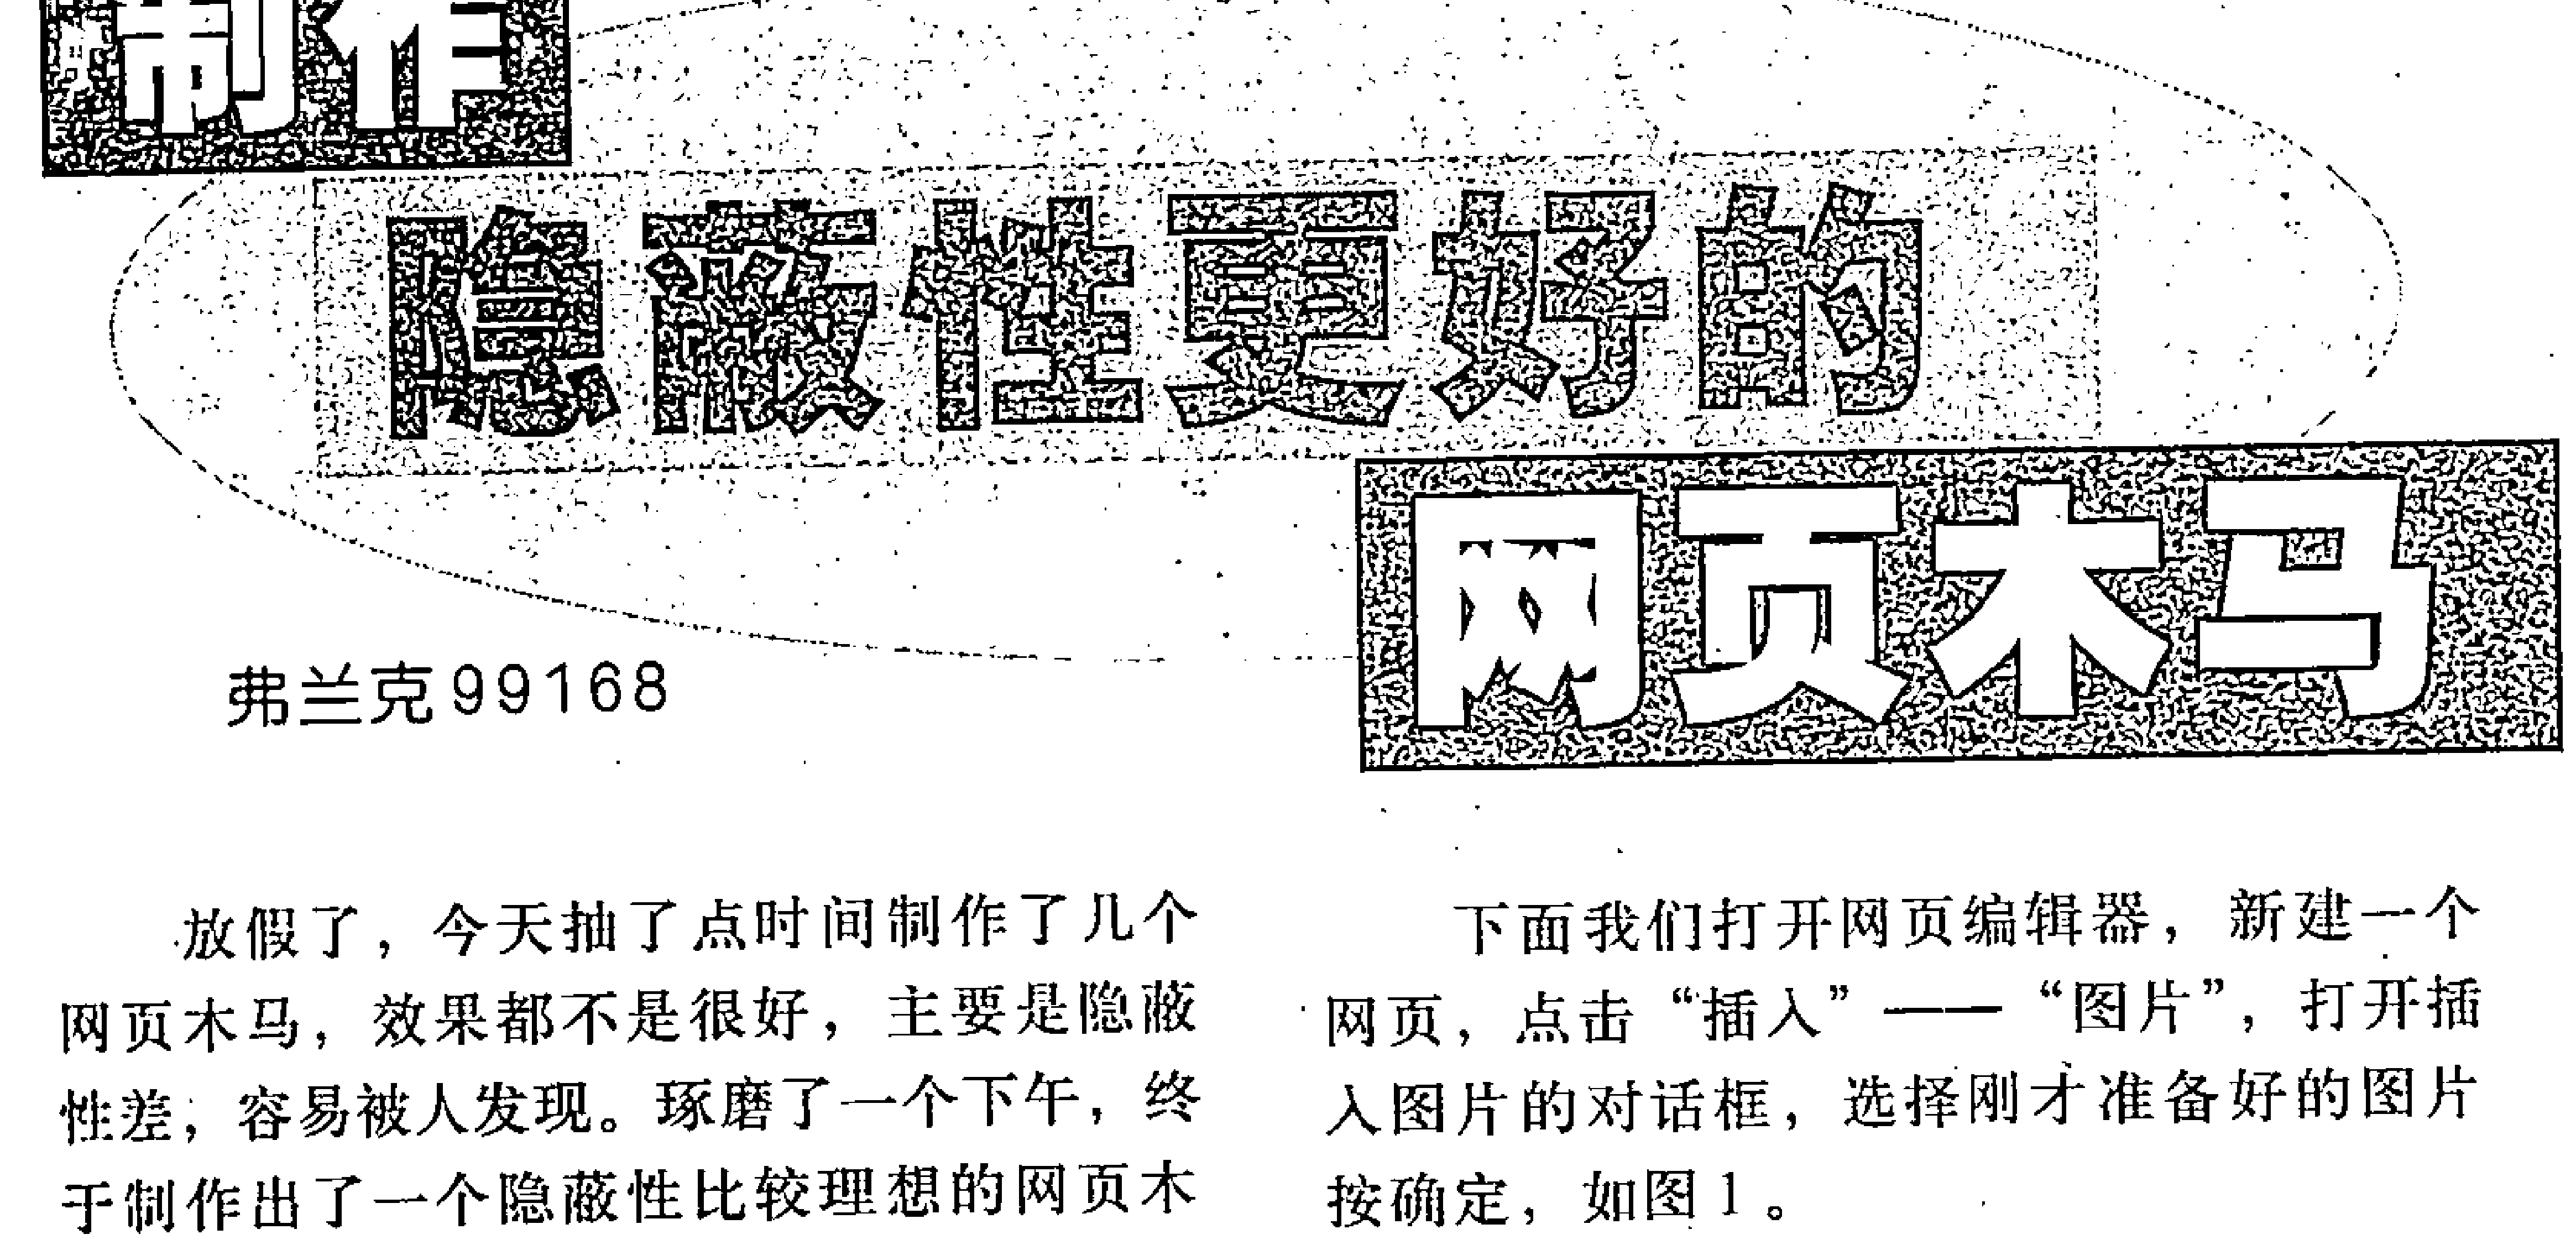 制作
隐蔽性更好的
网页木马
弗兰克99168
放假了，今天抽了点时间制作了几个
网页木马，效果都不是很好，主要是隐蔽
性差，容易被人发现。琢磨了一个下午，终
于制作出了一个隐蔽性比较理想的网页木
下面我们打开网页编辑器，新建一个
网页，点击“插入”——“图片”，打开插
入图片的对话框，选择刚才准备好的图片
按确定，如图1。